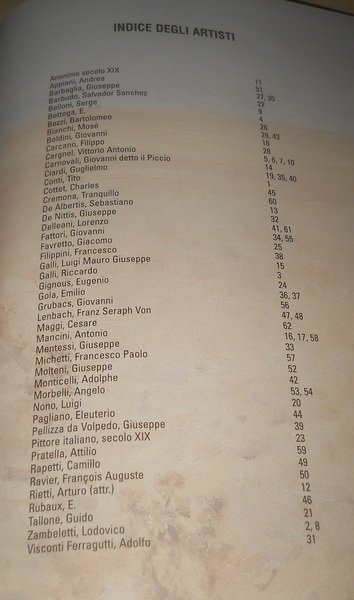 INDICE DEGLI ARTISTI
Anonimo secolo XIX 11
Appiani, Andrea 51
Barbaglia, Giuseppe 27, 30
Barbudo, Salvador Sanchez 22
Belloni, Serge 9
Bettega, E. 4
Bezzi, Bartolomeo 26
Bianchi, Mosè 29, 43
Boldini, Giovanni 18
Carcano, Filippo 28
Cargnel, Vittorio Antonio 5, 6, 7, 10
Carnovali, Giovanni detto il Piccio 14
Ciardi, Guglielmo 19, 35, 40
Conti, Tito 1
Cottet, Charles 45
Cremona, Tranquillo 60
De Albertis, Sebastiano 13
De Nittis, Giuseppe 32
Delleani, Lorenzo 41, 61
Fattori, Giovanni 34, 55
Favretto, Giacomo 25
Filippini, Francesco 38
Galli, Luigi Mauro Giuseppe 15
Galli, Riccardo 3
Gignous, Eugenio 24
Gola, Emilio 36, 37
Grubacs, Giovanni 56
Lenbach, Franz Seraph Von 47, 48
Maggi, Cesare 62
Mancini, Antonio 16, 17, 58
Mentessi, Giuseppe 33
Michetti, Francesco Paolo 57
Molteni, Giuseppe 52
Monticelli, Adolphe 42
Morbelli, Angelo 53, 54
Nono, Luigi 20
Pagliano, Eleuterio 44
Pellizza da Volpedo, Giuseppe 39
Pittore italiano, secolo XIX 23
Pratella, Attilio 59
Rapetti, Camillo 49
Ravier, François Auguste 50
Rietti, Arturo (attr.) 12
Rubaux, E. 46
Tallone, Guido 21
Zambeletti, Lodovico 2, 8
Visconti Ferragutti, Adolfo 31